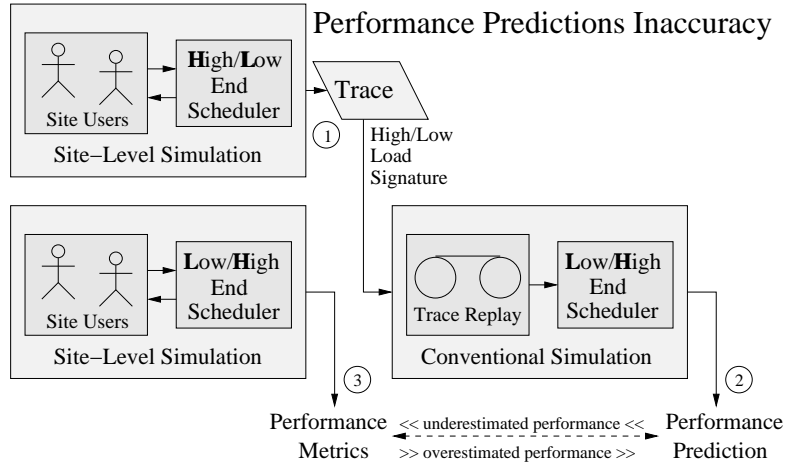 Performance Predictions Inaccuracy
High/Low
End
Scheduler
Site Users
Site–Level Simulation
1
Trace
High/Low
Load
Signature
Low/High
End
Scheduler
Site Users
Site–Level Simulation
3
Trace Replay
Low/High
End
Scheduler
Conventional Simulation
2
Performance
Metrics
<< underestimated performance <<
>> overestimated performance >>
Performance
Prediction